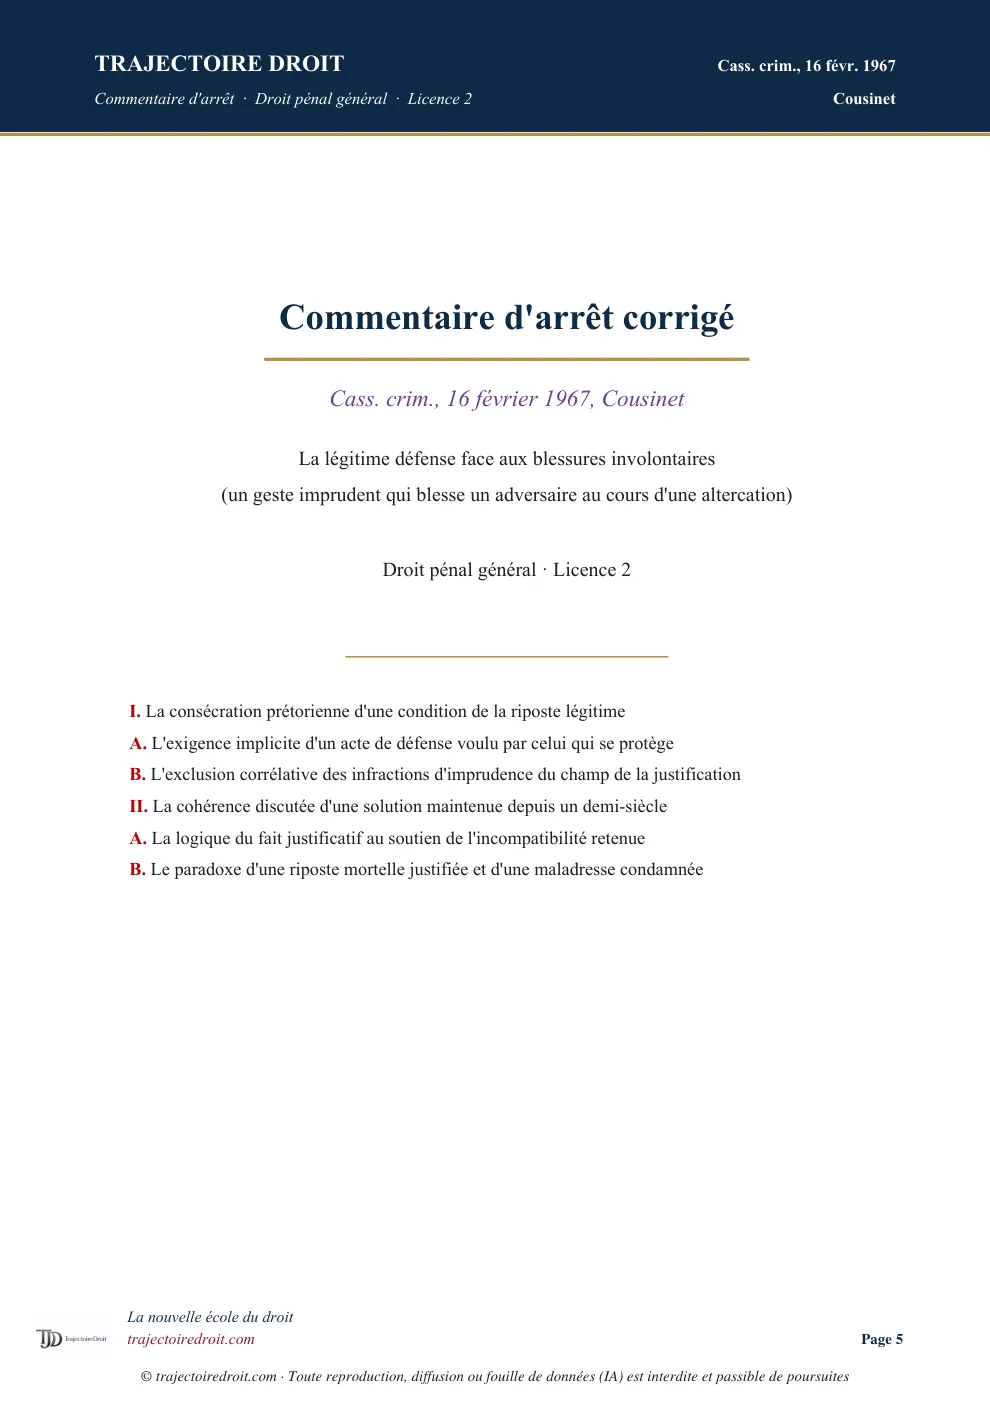 TRAJECTOIRE DROIT
Cass. crim., 16 févr. 1967
Commentaire d'arrêt · Droit pénal général · Licence 2
Cousinet
Commentaire d'arrêt corrigé
Cass. crim., 16 février 1967, Cousinet
La légitime défense face aux blessures involontaires
(un geste imprudent qui blesse un adversaire au cours d'une altercation)
Droit pénal général · Licence 2
I. La consécration prétorienne d'une condition de la riposte légitime
A. L'exigence implicite d'un acte de défense voulu par celui qui se protège
B. L'exclusion corrélative des infractions d'imprudence du champ de la justification
II. La cohérence discutée d'une solution maintenue depuis un demi-siècle
A. La logique du fait justificatif au soutien de l'incompatibilité retenue
B. Le paradoxe d'une riposte mortelle justifiée et d'une maladresse condamnée
La nouvelle école du droit
TJD TrajectoireDroit
trajectoiredroit.com
Page 5
© trajectoiredroit.com · Toute reproduction, diffusion ou fouille de données (IA) est interdite et passible de poursuites